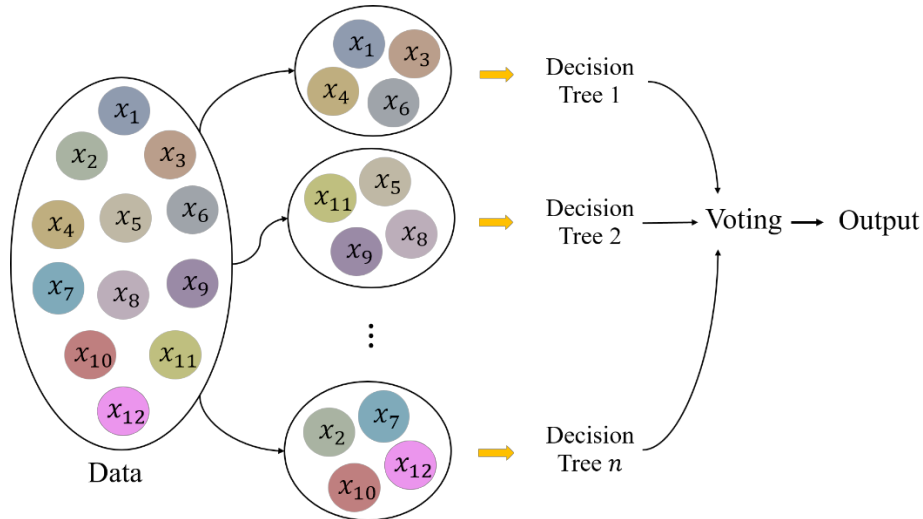 x₁
x₂
x₃
x₄
x₅
x₆
x₇
x₈
x₉
x₁₀
x₁₁
x₁₂
Data
x₁
x₃
x₄
x₆
Decision
Tree 1
x₅
x₁₁
x₈
x₉
Decision
Tree 2
⋮
x₇
x₂
x₁₂
x₁₀
Decision
Tree n
Voting
Output